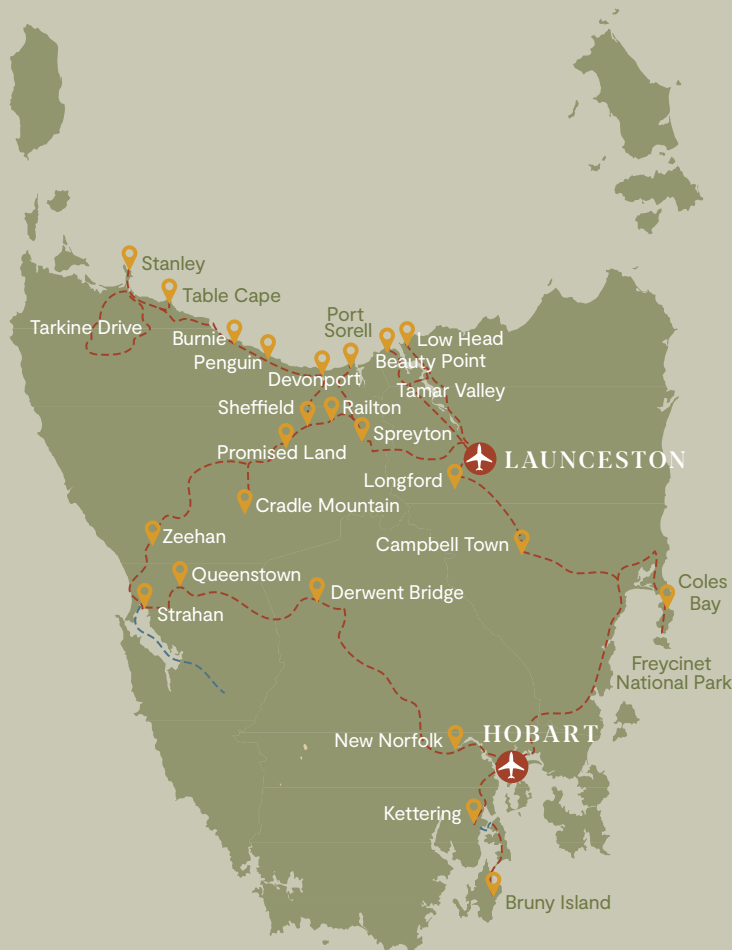 Stanley
Table Cape
Tarkine Drive
Burnie
Port
Sorell
Low Head
Penguin
Beauty Point
Devonport
Tamar Valley
Sheffield
Railton
Spreyton
Promised Land
LAUNCESTON
Longford
Cradle Mountain
Zeehan
Campbell Town
Queenstown
Coles
Bay
Derwent Bridge
Strahan
Freycinet
National Park
New Norfolk
HOBART
Kettering
Bruny Island